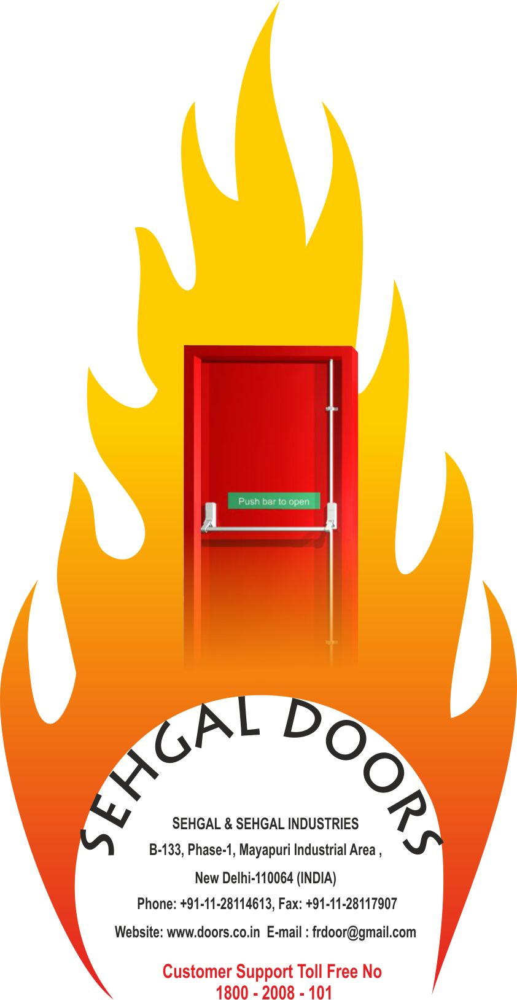 Push bar to open
SEHGAL DOORS
SEHGAL & SEHGAL INDUSTRIES
B-133, Phase-1, Mayapuri Industrial Area ,
New Delhi-110064 (INDIA)
Phone: +91-11-28114613, Fax: +91-11-28117907
Website: www.doors.co.in  E-mail : frdoor@gmail.com
Customer Support Toll Free No
1800 - 2008 - 101